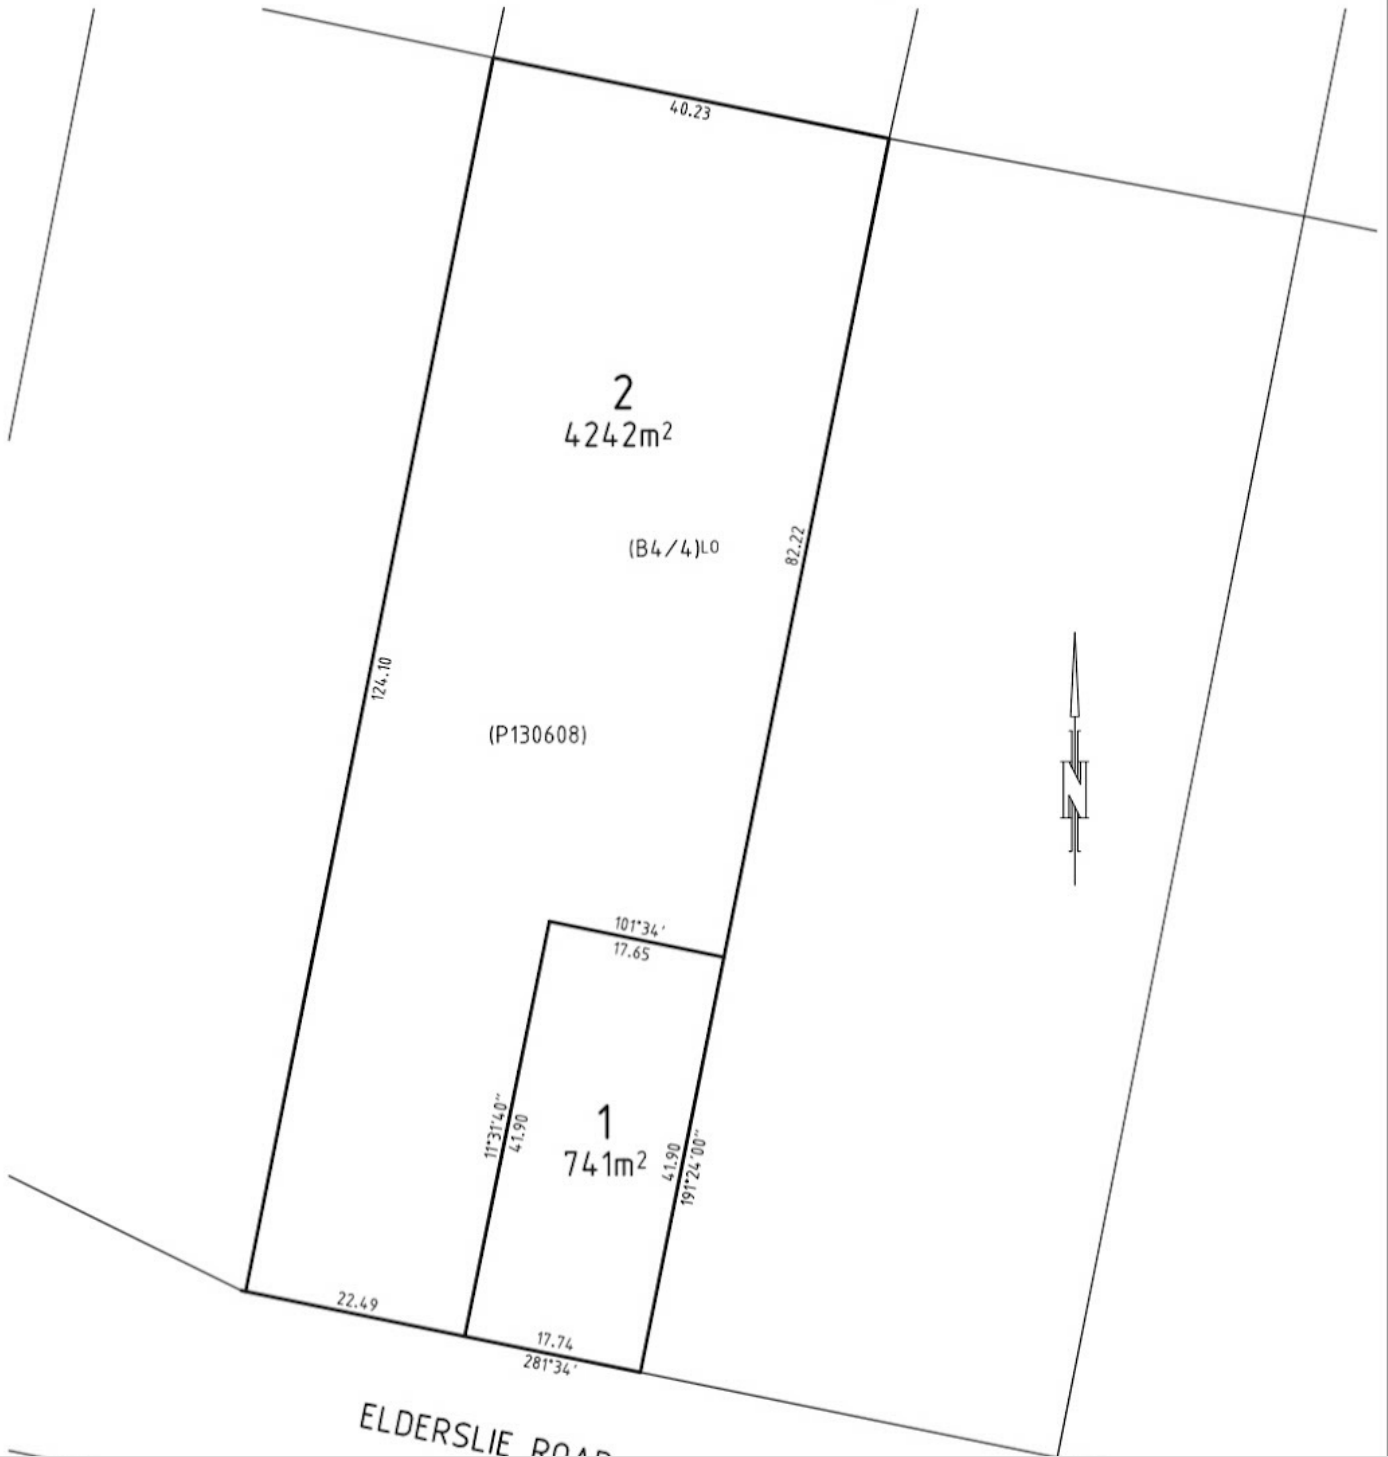 40.23
2
4242m²
(B4/4)LO
82.22
124.10
(P130608)
101°34'
17.65
11°31'40"
41.90
1
741m²
41.90
191°24'00"
22.49
17.74
281°34'
N
ELDERSLIE ROAD